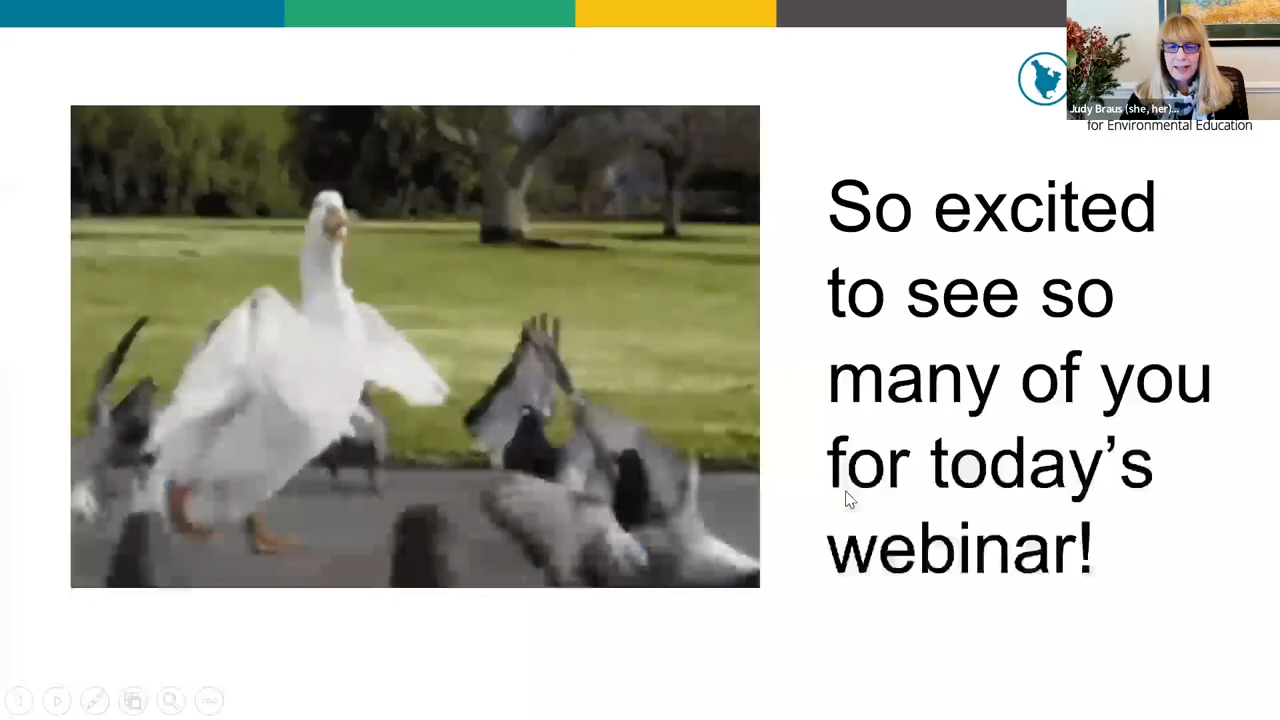 Judy Braus (she, her)...
for Environmental Education
So excited
to see so
many of you
for today’s
webinar!